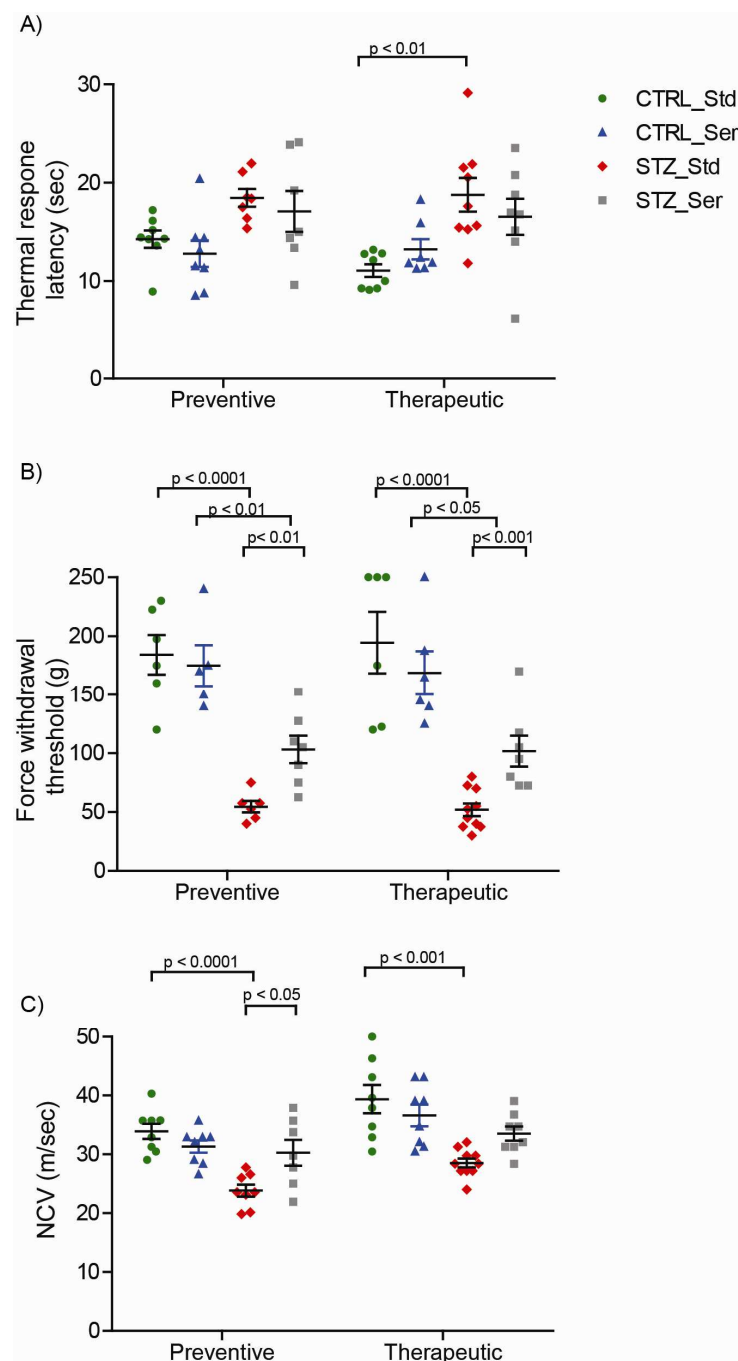 A)
p < 0.01
Thermal respone
latency (sec)
30
20
10
0
Preventive
Therapeutic
CTRL_Std
CTRL_Ser
STZ_Std
STZ_Ser
B)
p < 0.0001
p < 0.01
p < 0.01
p < 0.0001
p < 0.05
p < 0.001
Force withdrawal
threshold (g)
250
200
150
100
50
0
Preventive
Therapeutic
C)
p < 0.0001
p < 0.05
p < 0.001
NCV (m/sec)
50
40
30
20
10
0
Preventive
Therapeutic